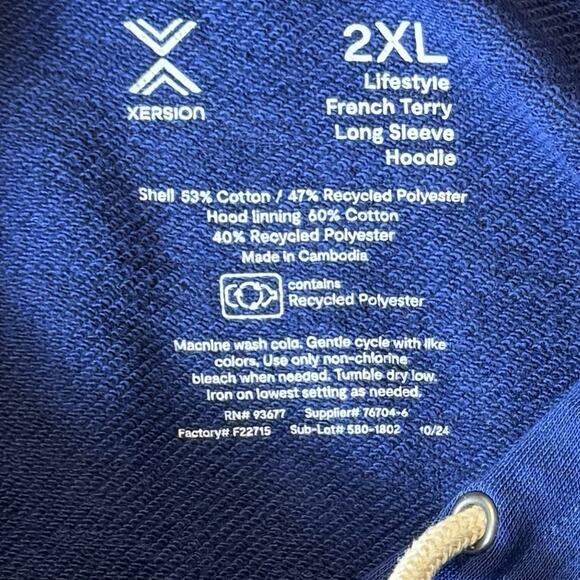 XERSION
2XL
Lifestyle
French Terry
Long Sleeve
Hoodie
Shell 53% Cotton / 47% Recycled Polyester
Hood linning 60% Cotton
40% Recycled Polyester
Made in Cambodia
contains
Recycled Polyester
Machine wash cold. Gentle cycle with like
colors. Use only non-chlorine
bleach when needed. Tumble dry low.
Iron on lowest setting as needed.
RN# 93677 Supplier# 76704-6
Factory# F22715 Sub-Lot# 580-1802 10/24